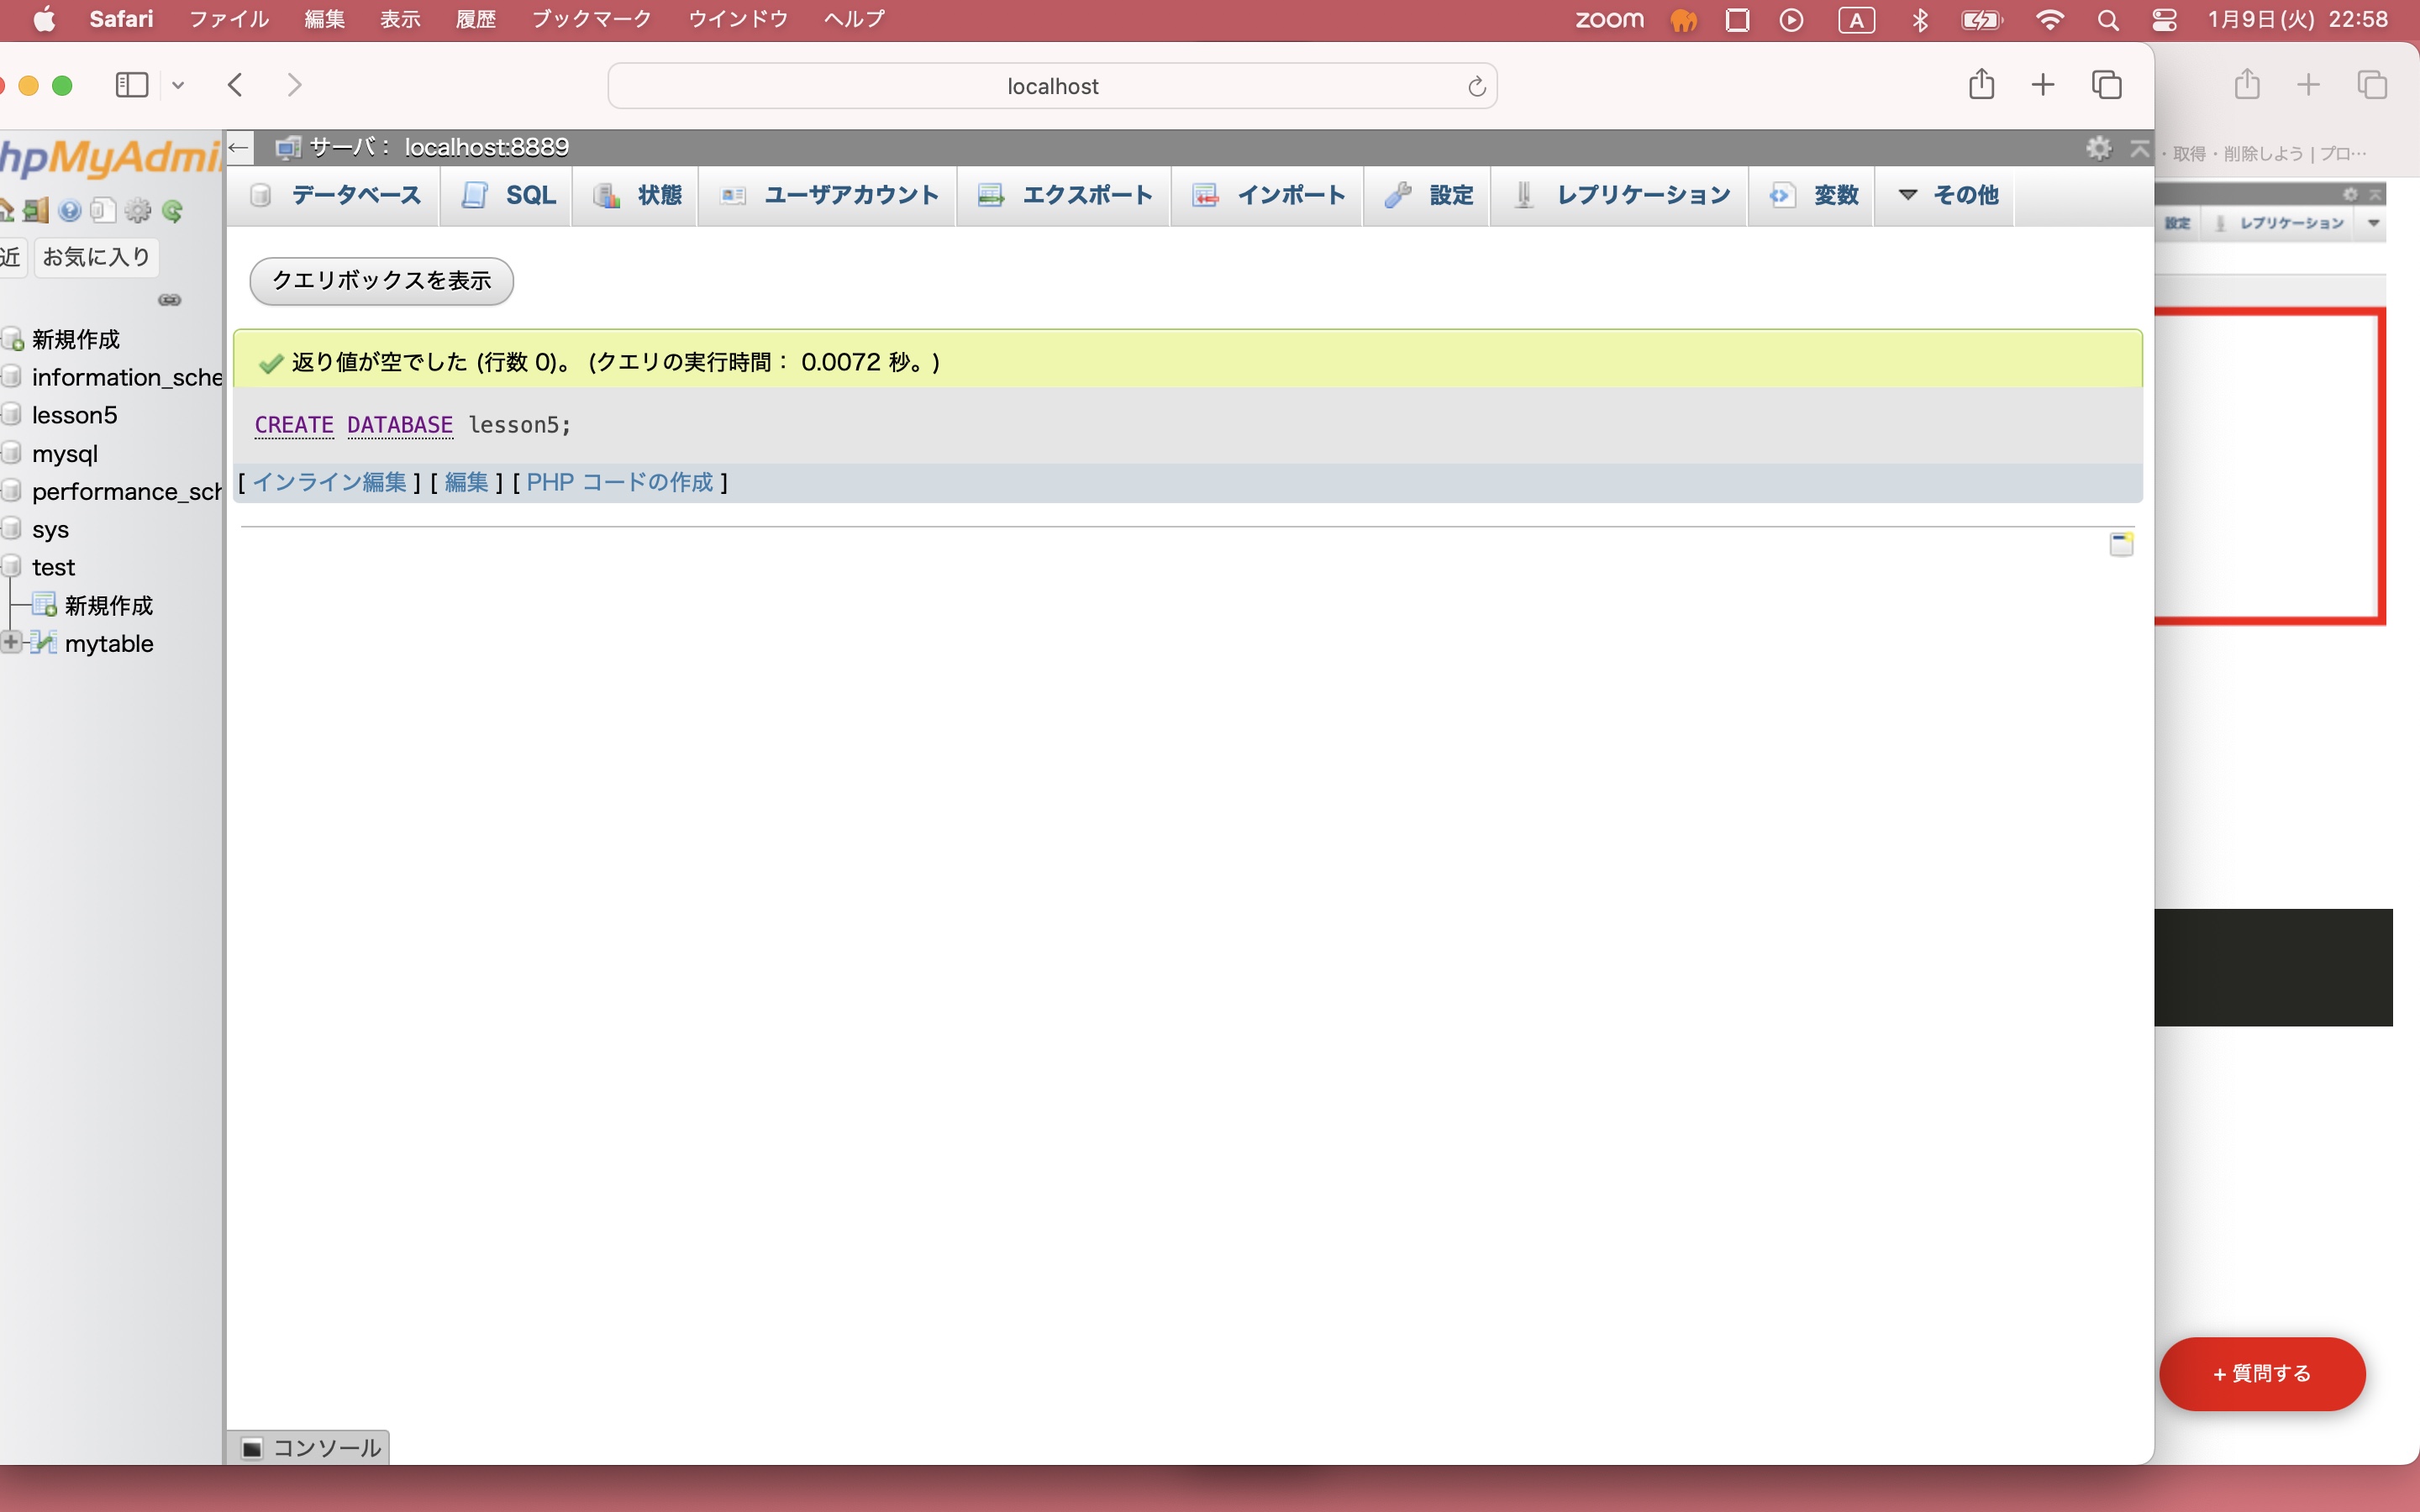 Safari ファイル 編集 表示 履歴 ブックマーク ウインドウ ヘルプ zoom A 1月9日(火) 22:58
localhost
hpMyAdmi
サーバ： localhost:8889
・取得・削除しよう | プロ…
データベース SQL 状態 ユーザアカウント エクスポート インポート 設定 レプリケーション 変数 その他
設定 レプリケーション
近 お気に入り
クエリボックスを表示
新規作成
information_sche
lesson5
mysql
performance_sch
sys
test
新規作成
mytable
返り値が空でした (行数 0)。 (クエリの実行時間： 0.0072 秒。)
CREATE DATABASE lesson5;
[ インライン編集 ] [ 編集 ] [ PHP コードの作成 ]
+ 質問する
コンソール